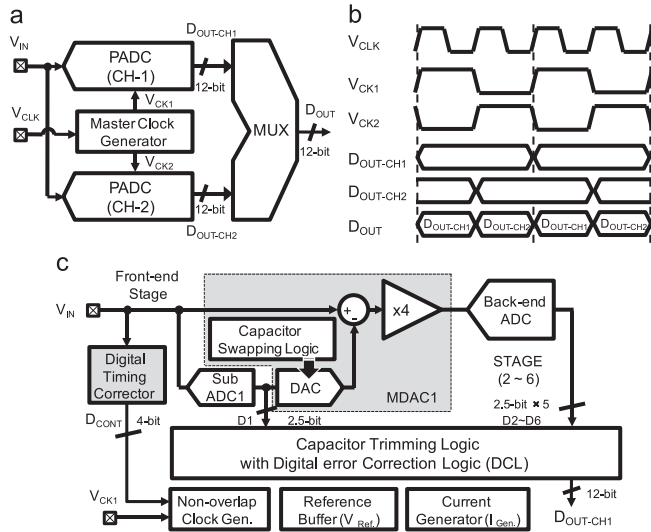 a
V_IN
PADC
(CH-1)
D_OUT-CH1
12-bit
V_CK1
V_CLK
Master Clock
Generator
V_CK2
MUX
D_OUT
12-bit
PADC
(CH-2)
12-bit
D_OUT-CH2
b
V_CLK
V_CK1
V_CK2
D_OUT-CH1
D_OUT-CH2
D_OUT
D_OUT-CH1 D_OUT-CH2 D_OUT-CH1 D_OUT-CH2
c
Front-end
Stage
V_IN
+ -
x4
Back-end
ADC
Capacitor
Swapping Logic
Digital
Timing
Corrector
Sub
ADC1
DAC
MDAC1
STAGE
(2 ~ 6)
D_CONT
4-bit
D1
2.5-bit
2.5-bit × 5
D2~D6
Capacitor Trimming Logic
with Digital error Correction Logic (DCL)
12-bit
D_OUT-CH1
V_CK1
Non-overlap
Clock Gen.
Reference
Buffer (V_Ref.)
Current
Generator (I_Gen.)